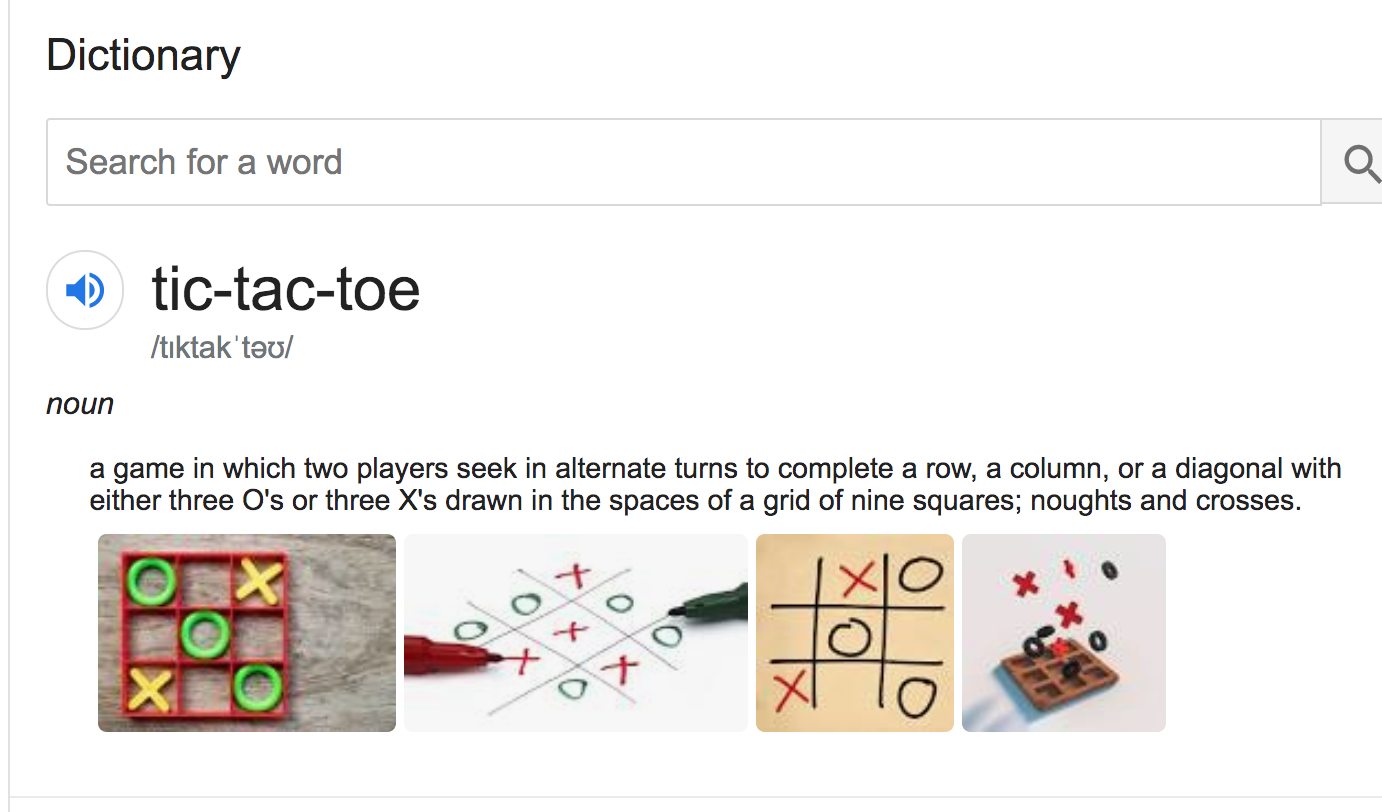 Dictionary
Search for a word
tic-tac-toe
/tɪktakˈtəʊ/
noun
a game in which two players seek in alternate turns to complete a row, a column, or a diagonal with
either three O's or three X's drawn in the spaces of a grid of nine squares; noughts and crosses.